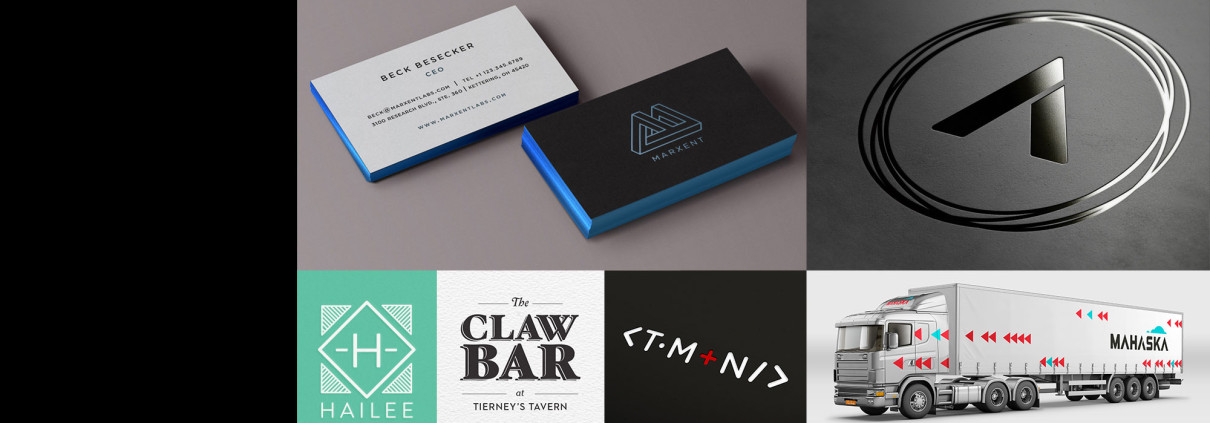 BECK BESECKER
CEO
BECK@MARXENTLABS.COM | TEL +1 123.345.6789
3100 RESEARCH BLVD., STE. 360 | KETTERING, OH 45420
WWW.MARXENTLABS.COM
MARXENT
-H-
HAILEE
The
CLAW
BAR
at
TIERNEY'S TAVERN
<T·M+N/>
MAHASKA